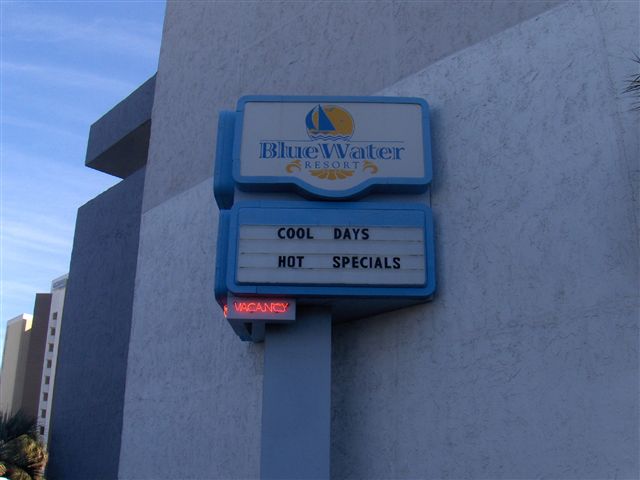 BlueWater
RESORT
COOL DAYS
HOT SPECIALS
VACANCY